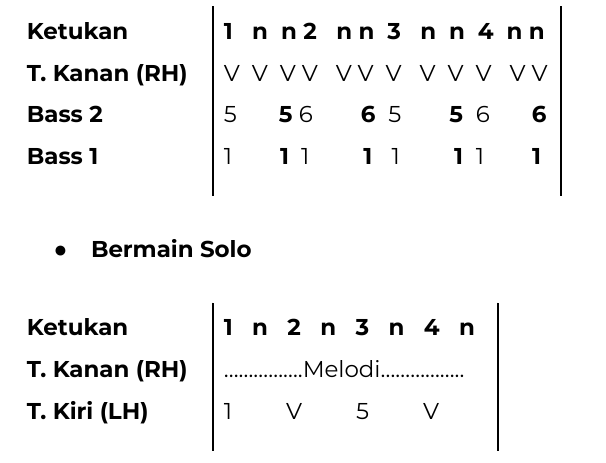 Ketukan 1 n n 2 n n 3 n n 4 n n
T. Kanan (RH) V V V V V V V V V V V V
Bass 2 5 5 6 6 5 5 6 6
Bass 1 1 1 1 1 1 1 1 1
● Bermain Solo
Ketukan 1 n 2 n 3 n 4 n
T. Kanan (RH) ................Melodi.................
T. Kiri (LH) 1 V 5 V